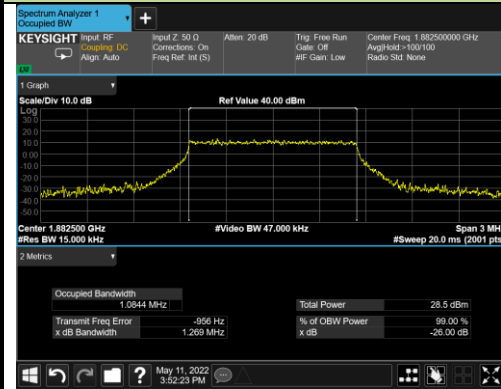 Spectrum Analyzer 1
Occupied BW
KEYSIGHT
Input: RF
Coupling: DC
Align: Auto
Input Z: 50 Ω
Corrections: On
Freq Ref: Int (S)
Atten: 20 dB
Trig: Free Run
Gate: Off
#IF Gain: Low
Center Freq: 1.882500000 GHz
Avg|Hold:>100/100
Radio Std: None
1 Graph
Scale/Div 10.0 dB
Ref Value 40.00 dBm
Log
30.0
20.0
10.0
0.00
-10.0
-20.0
-30.0
-40.0
-50.0
Center 1.882500 GHz
#Video BW 47.000 kHz
Span 3 MH
#Res BW 15.000 kHz
#Sweep 20.0 ms (2001 pts
2 Metrics
Occupied Bandwidth
1.0844 MHz
Total Power 28.5 dBm
Transmit Freq Error -956 Hz
% of OBW Power 99.00 %
x dB Bandwidth 1.269 MHz
x dB -26.00 dB
?
May 11, 2022
3:52:23 PM